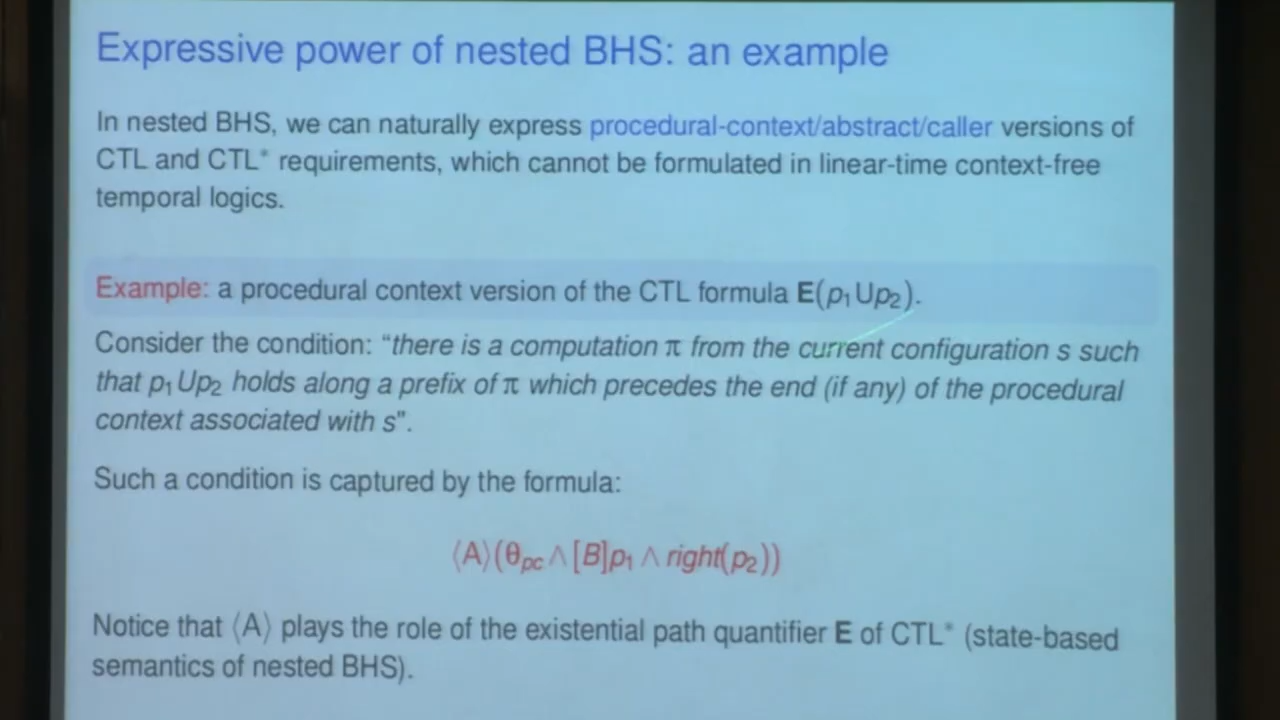 Expressive power of nested BHS: an example
In nested BHS, we can naturally express procedural-context/abstract/caller versions of
CTL and CTL* requirements, which cannot be formulated in linear-time context-free
temporal logics.
Example: a procedural context version of the CTL formula E(p₁Up₂).
Consider the condition: “there is a computation π from the current configuration s such
that p₁Up₂ holds along a prefix of π which precedes the end (if any) of the procedural
context associated with s”.
Such a condition is captured by the formula:
⟨A⟩(θpc ∧ [B]p₁ ∧ right(p₂))
Notice that ⟨A⟩ plays the role of the existential path quantifier E of CTL* (state-based
semantics of nested BHS).